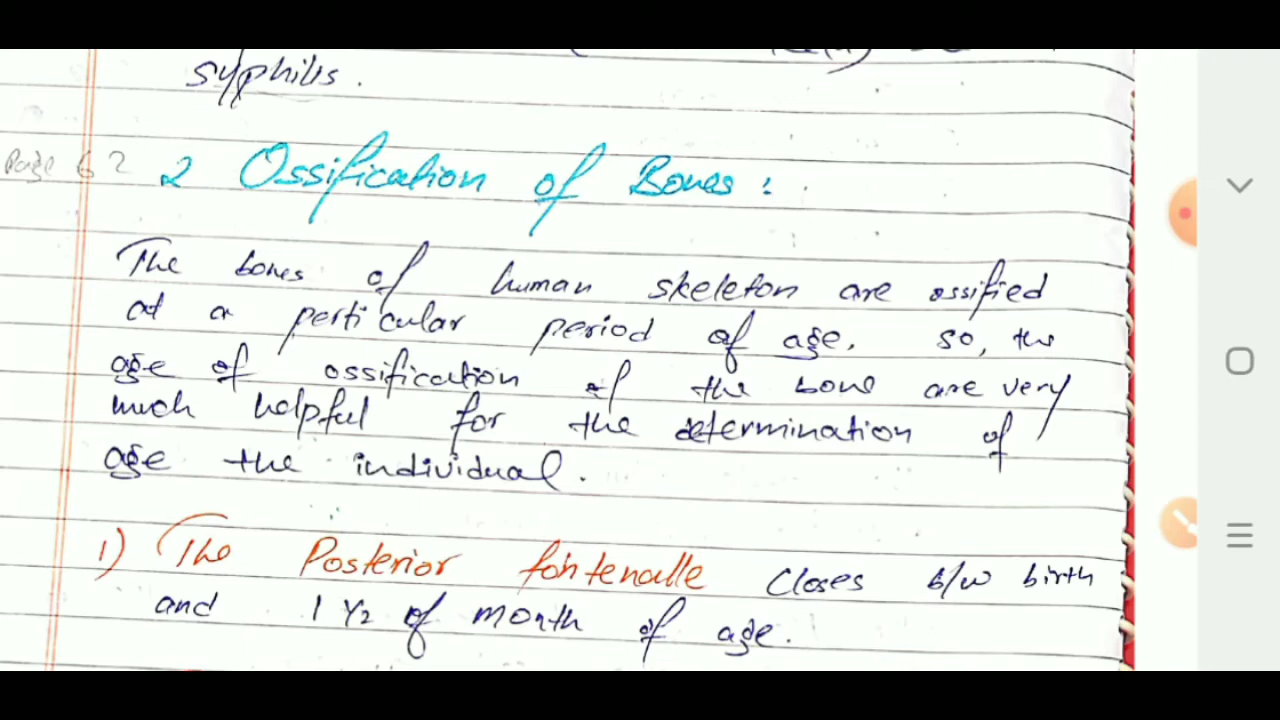 syphilis.
Page 62
2 Ossification of Bones:
The bones of human skeleton are ossified
at a perticular period of age. so, the
age of ossification of the bone are very
much helpful for the determination of
age the individual.
1) The Posterior fontenalle closes b/w birth
and 1 1/2 of month of age.